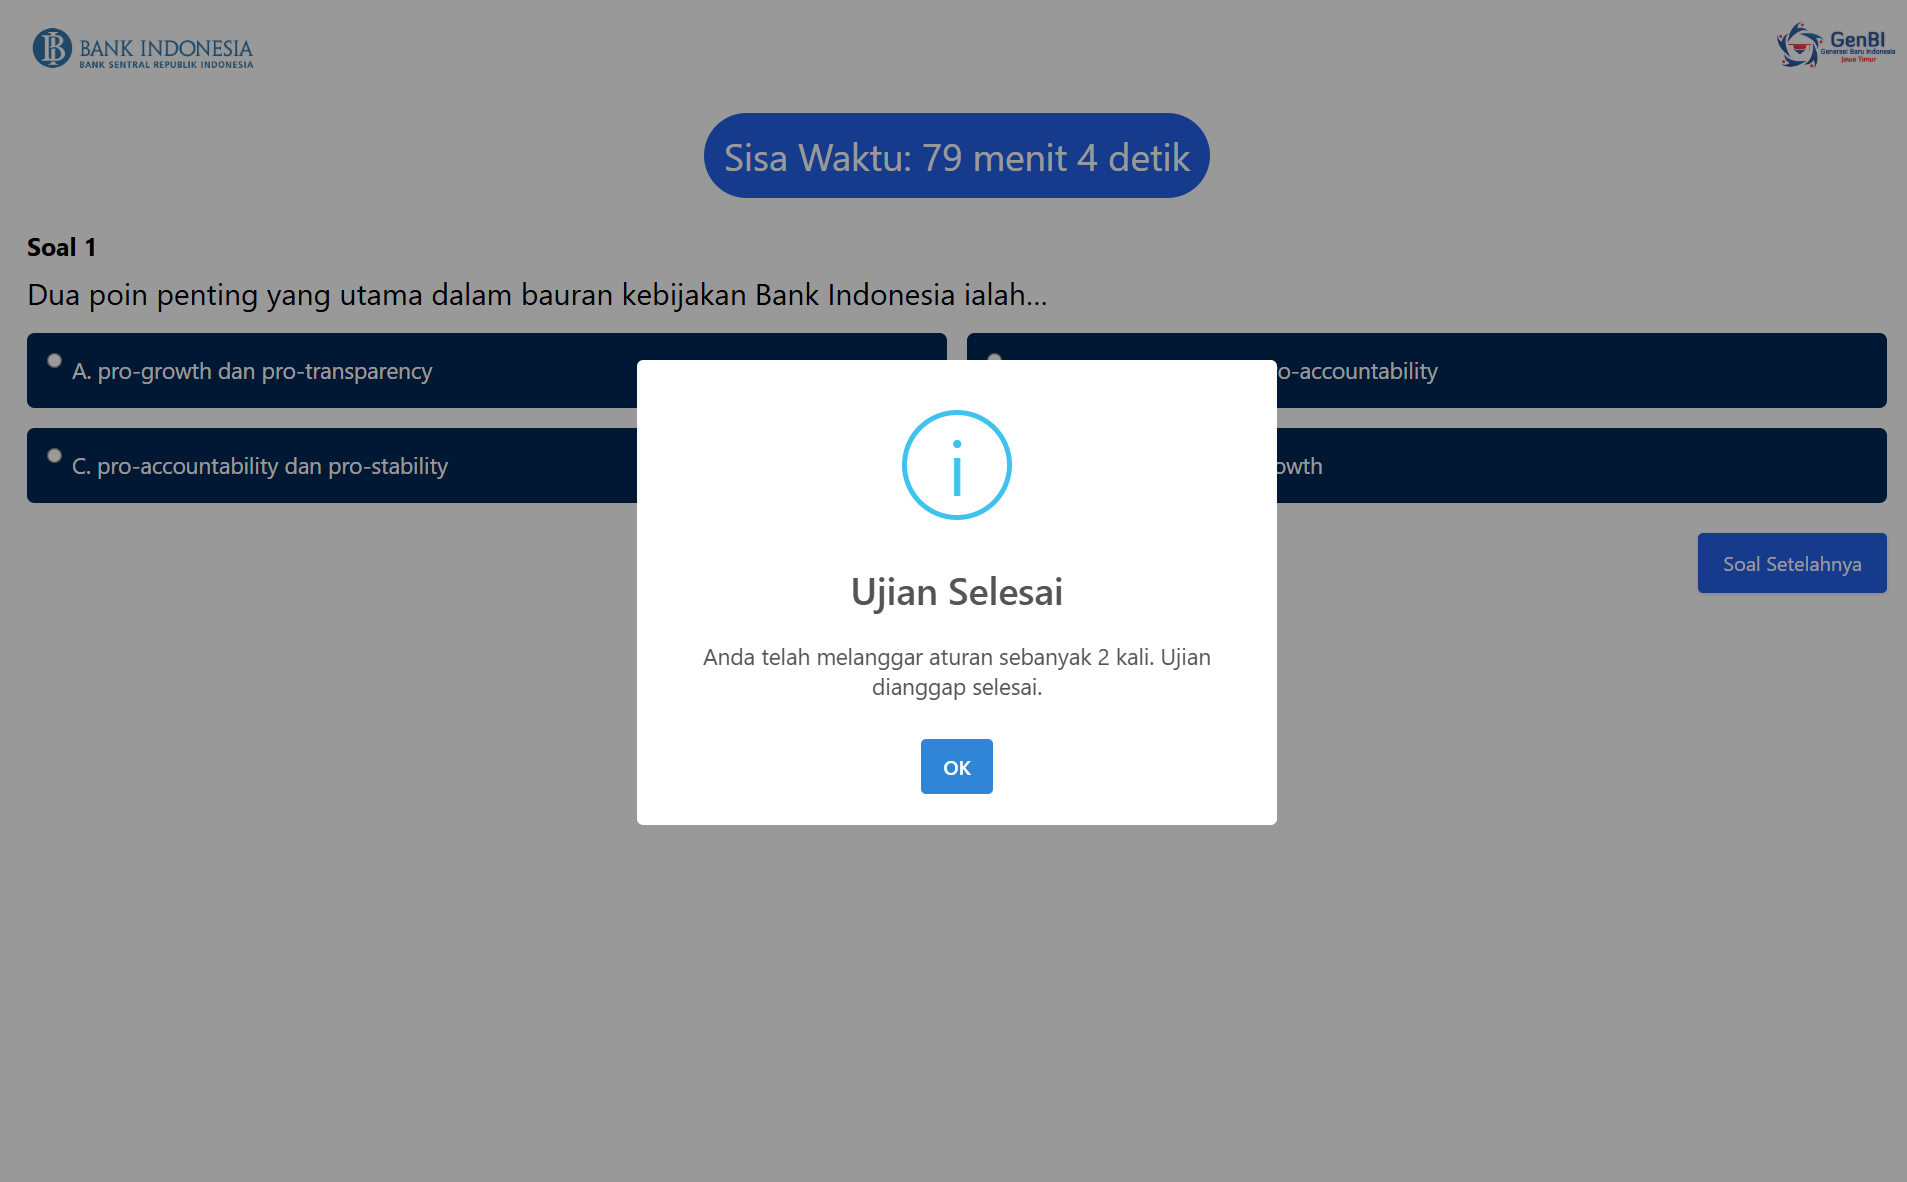 BANK INDONESIA
BANK SENTRAL REPUBLIK INDONESIA
GenBI
Generasi Baru Indonesia
Jawa Timur
Sisa Waktu: 79 menit 4 detik
Soal 1
Dua poin penting yang utama dalam bauran kebijakan Bank Indonesia ialah...
A. pro-growth dan pro-transparency
o-accountability
C. pro-accountability dan pro-stability
owth
Soal Setelahnya
i
Ujian Selesai
Anda telah melanggar aturan sebanyak 2 kali. Ujian
dianggap selesai.
OK